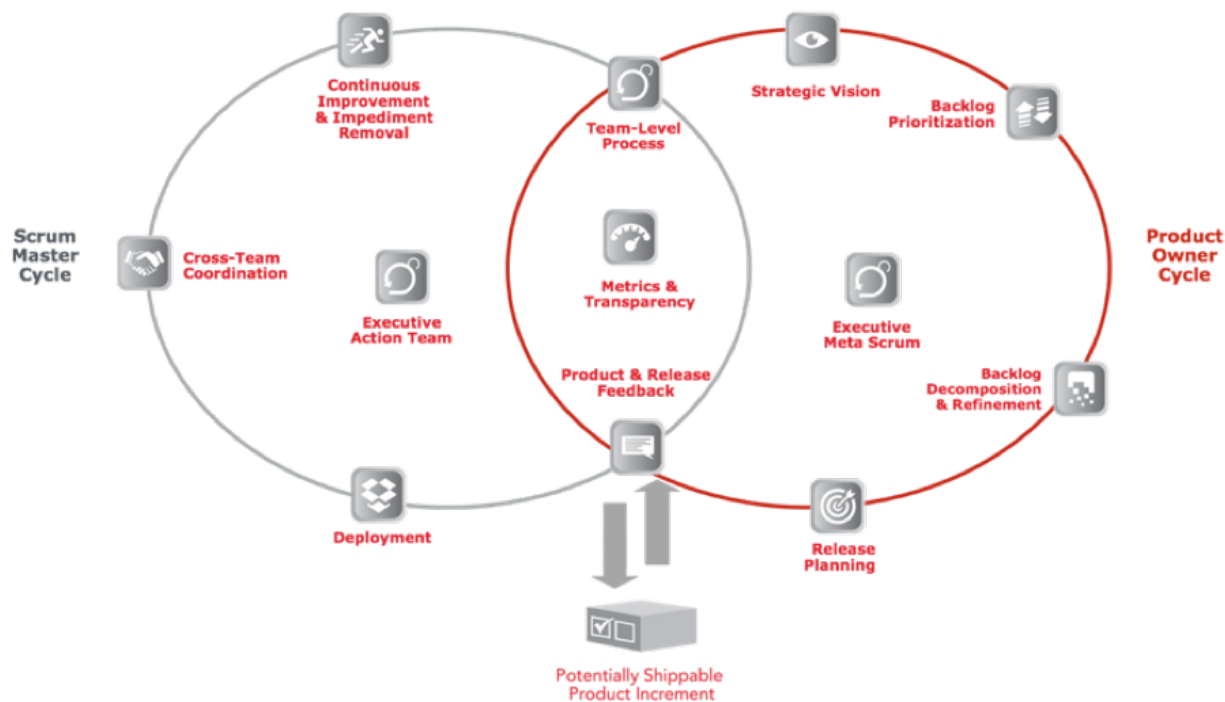 Continuous
Improvement
& Impediment
Removal
Team-Level
Process
Strategic Vision
Backlog
Prioritization
Scrum
Master
Cycle
Cross-Team
Coordination
Executive
Action Team
Metrics &
Transparency
Executive
Meta Scrum
Product
Owner
Cycle
Product & Release
Feedback
Backlog
Decomposition
& Refinement
Deployment
Release
Planning
Potentially Shippable
Product Increment